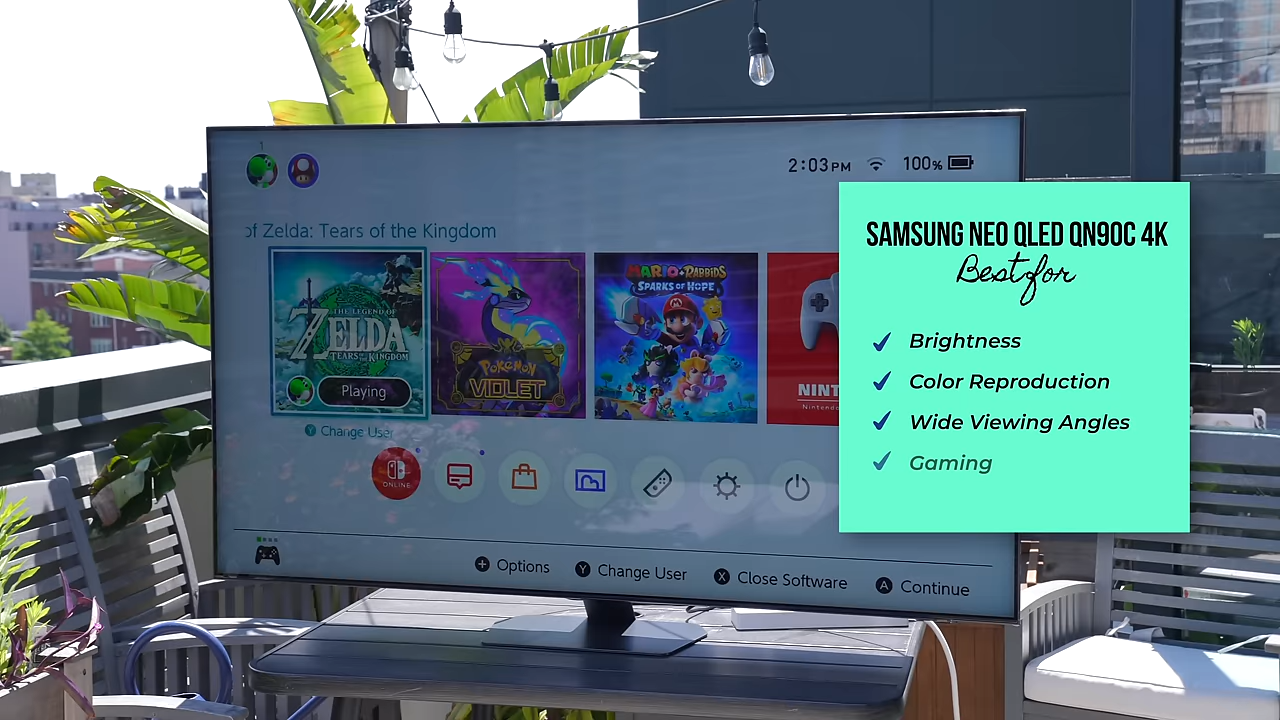 1
2:03PM 100%
of Zelda: Tears of the Kingdom
THE LEGEND OF
ZELDA
TEARS OF THE KINGDOM
Playing
POKÉMON
VIOLET
MARIO + RABBIDS
SPARKS OF HOPE
NINT
Nintendo
Change User
ONLINE
Options
Y Change User
X Close Software
A Continue
SAMSUNG NEO QLED QN90C 4K
Best for
Brightness
Color Reproduction
Wide Viewing Angles
Gaming